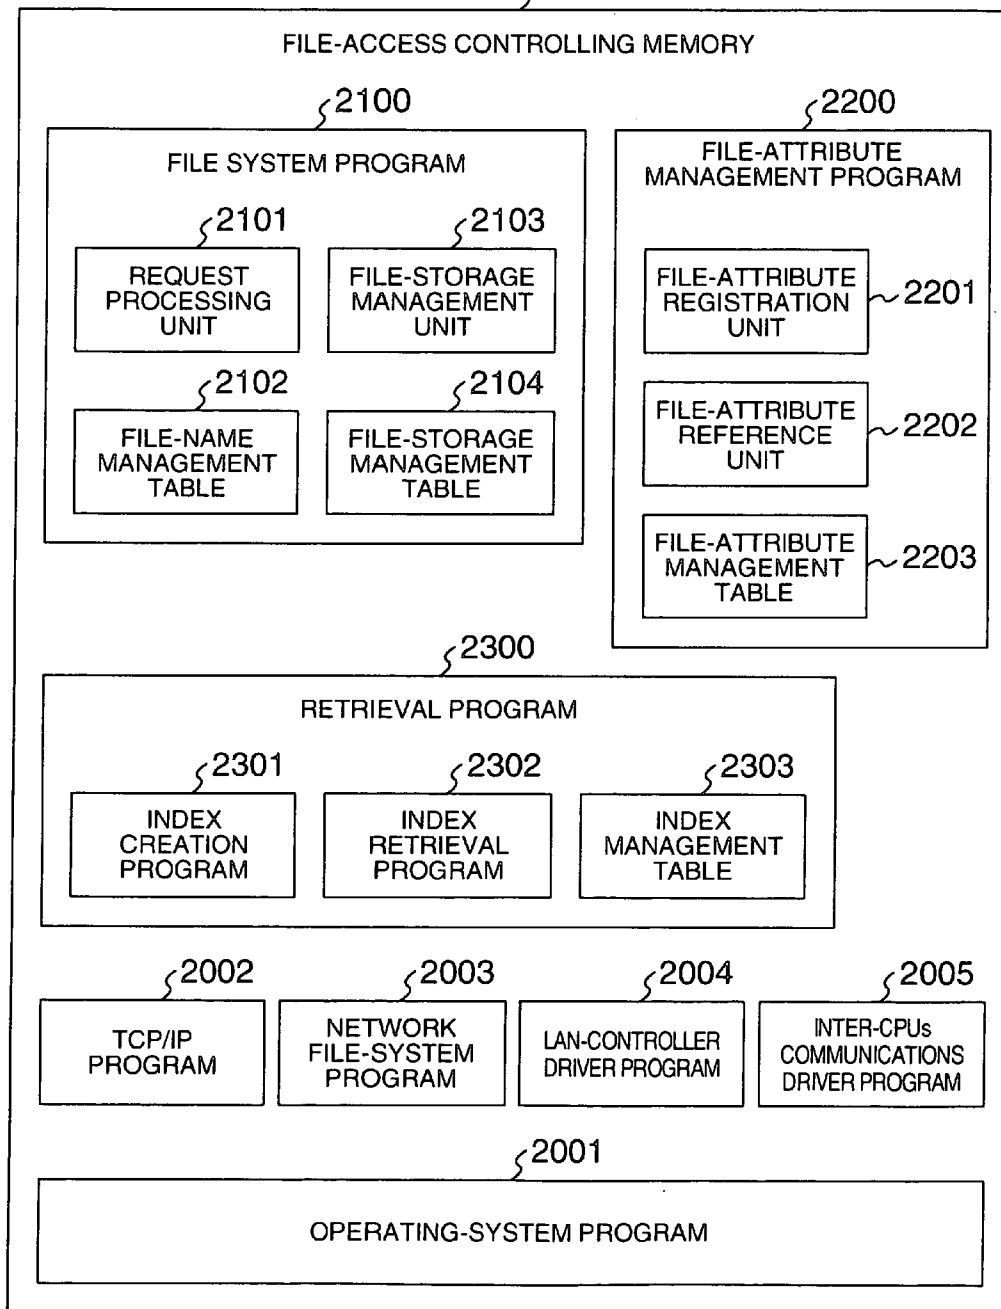 FILE-ACCESS CONTROLLING MEMORY
2100
FILE SYSTEM PROGRAM
2101
REQUEST
PROCESSING
UNIT
2103
FILE-STORAGE
MANAGEMENT
UNIT
2102
FILE-NAME
MANAGEMENT
TABLE
2104
FILE-STORAGE
MANAGEMENT
TABLE
2200
FILE-ATTRIBUTE
MANAGEMENT PROGRAM
FILE-ATTRIBUTE
REGISTRATION
UNIT
2201
FILE-ATTRIBUTE
REFERENCE
UNIT
2202
FILE-ATTRIBUTE
MANAGEMENT
TABLE
2203
2300
RETRIEVAL PROGRAM
2301
INDEX
CREATION
PROGRAM
2302
INDEX
RETRIEVAL
PROGRAM
2303
INDEX
MANAGEMENT
TABLE
2002
TCP/IP
PROGRAM
2003
NETWORK
FILE-SYSTEM
PROGRAM
2004
LAN-CONTROLLER
DRIVER PROGRAM
2005
INTER-CPUs
COMMUNICATIONS
DRIVER PROGRAM
2001
OPERATING-SYSTEM PROGRAM